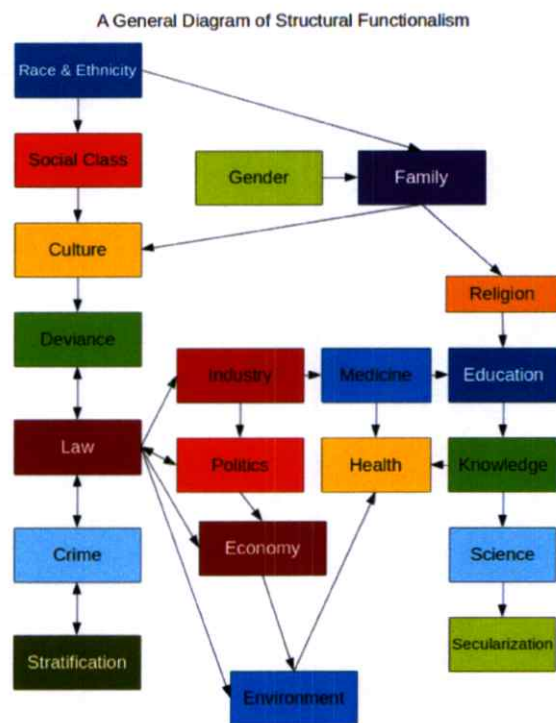 A General Diagram of Structural Functionalism
Race & Ethnicity
Social Class
Gender
Family
Culture
Religion
Deviance
Industry
Medicine
Education
Law
Politics
Health
Knowledge
Crime
Economy
Science
Stratification
Secularization
Environment